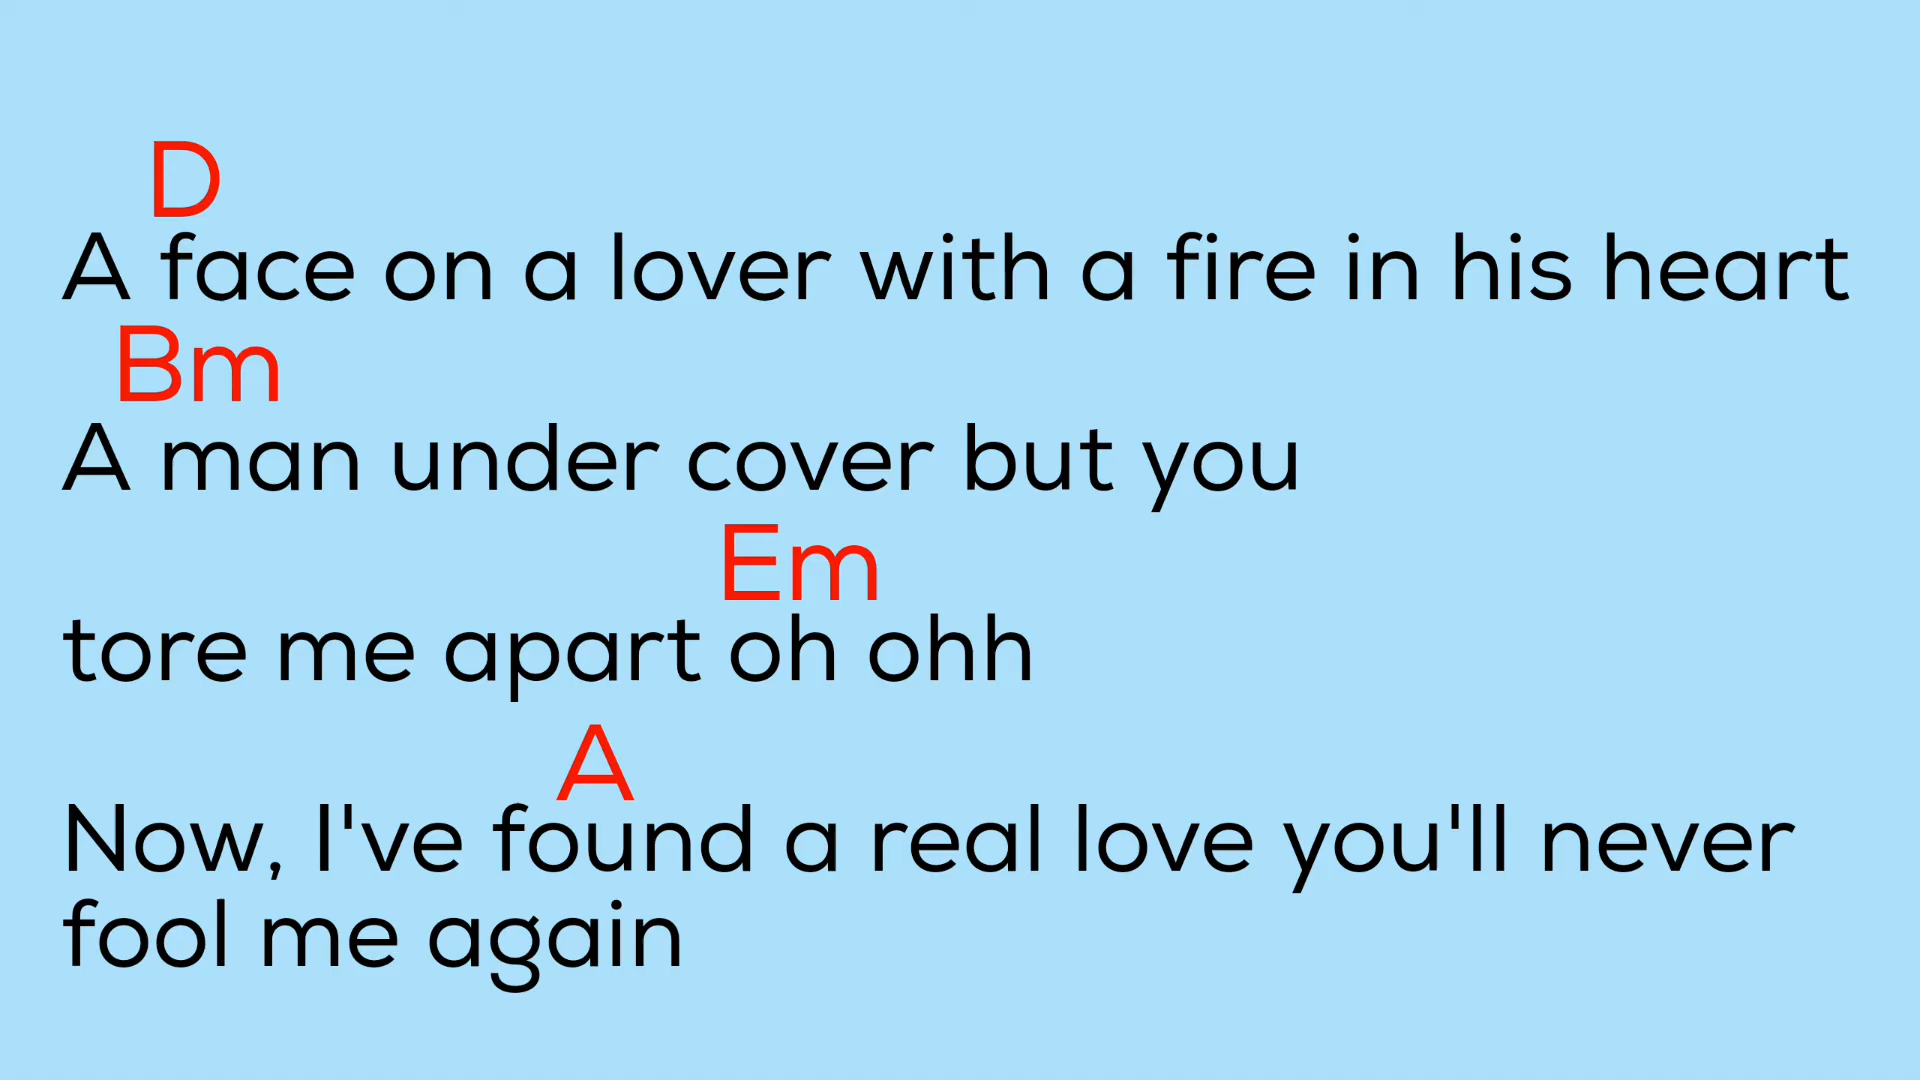 D
A face on a lover with a fire in his heart
Bm
A man under cover but you
Em
tore me apart oh ohh
A
Now, I've found a real love you'll never
fool me again